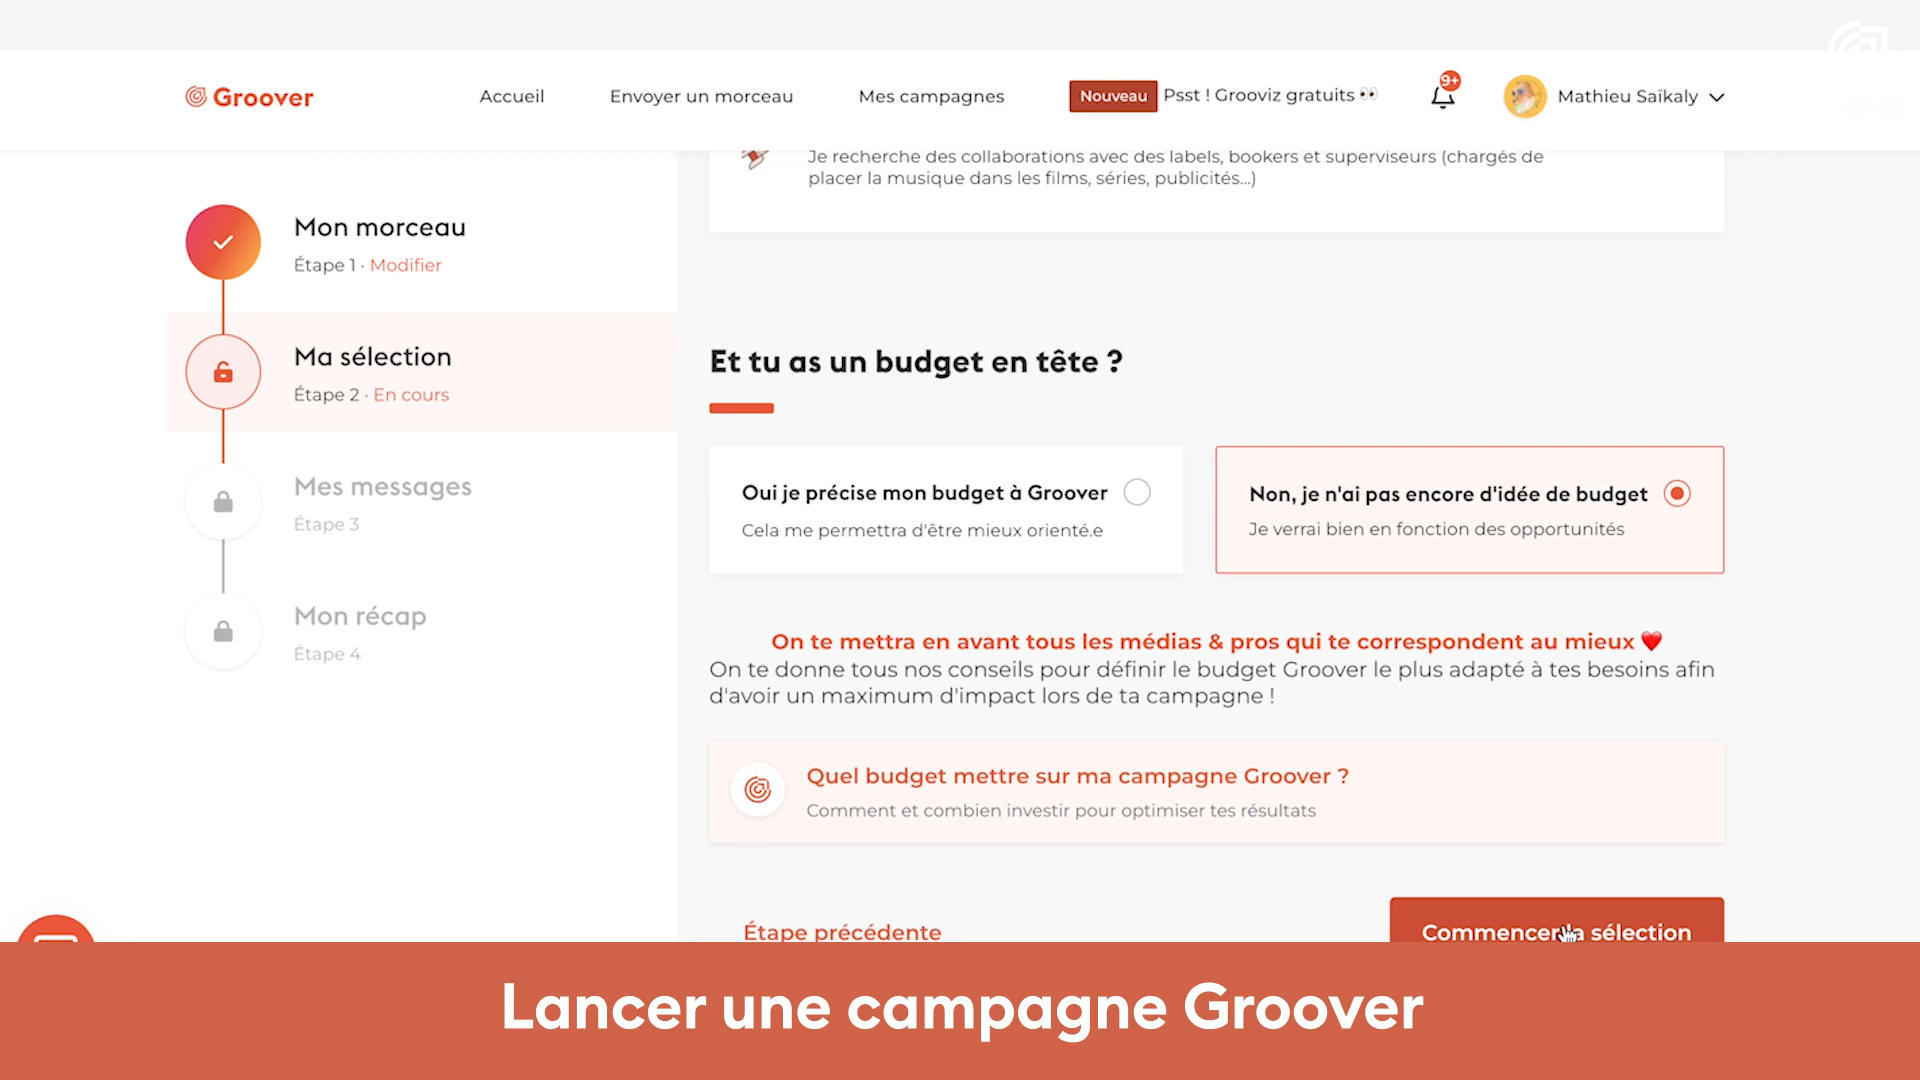 Groover
Accueil
Envoyer un morceau
Mes campagnes
Nouveau
Psst ! Grooviz gratuits 👀
9+
Mathieu Saïkaly
Je recherche des collaborations avec des labels, bookers et superviseurs (chargés de
placer la musique dans les films, séries, publicités...)
Mon morceau
Étape 1 · Modifier
Ma sélection
Étape 2 · En cours
Mes messages
Étape 3
Mon récap
Étape 4
Et tu as un budget en tête ?
Oui je précise mon budget à Groover
Cela me permettra d'être mieux orienté.e
Non, je n'ai pas encore d'idée de budget
Je verrai bien en fonction des opportunités
On te mettra en avant tous les médias & pros qui te correspondent au mieux ❤️
On te donne tous nos conseils pour définir le budget Groover le plus adapté à tes besoins afin
d'avoir un maximum d'impact lors de ta campagne !
Quel budget mettre sur ma campagne Groover ?
Comment et combien investir pour optimiser tes résultats
Étape précédente
Commencer la sélection
Lancer une campagne Groover